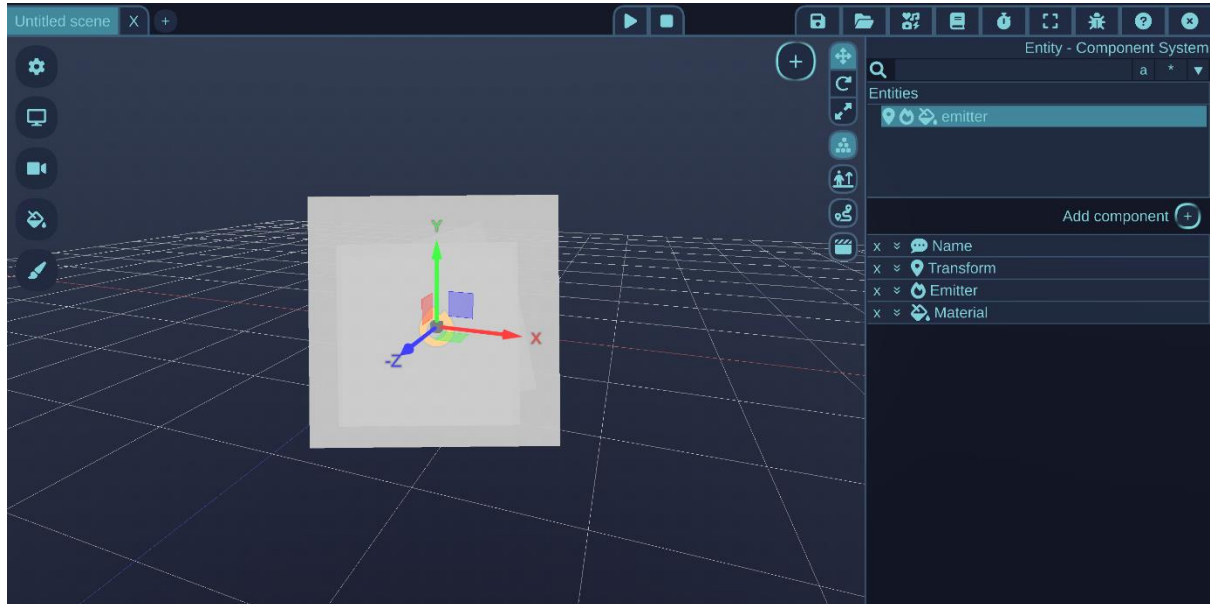 Untitled scene X +
Entity - Component System
a * ▼
Entities
emitter
Add component +
x Name
x Transform
x Emitter
x Material
Y
X
-Z